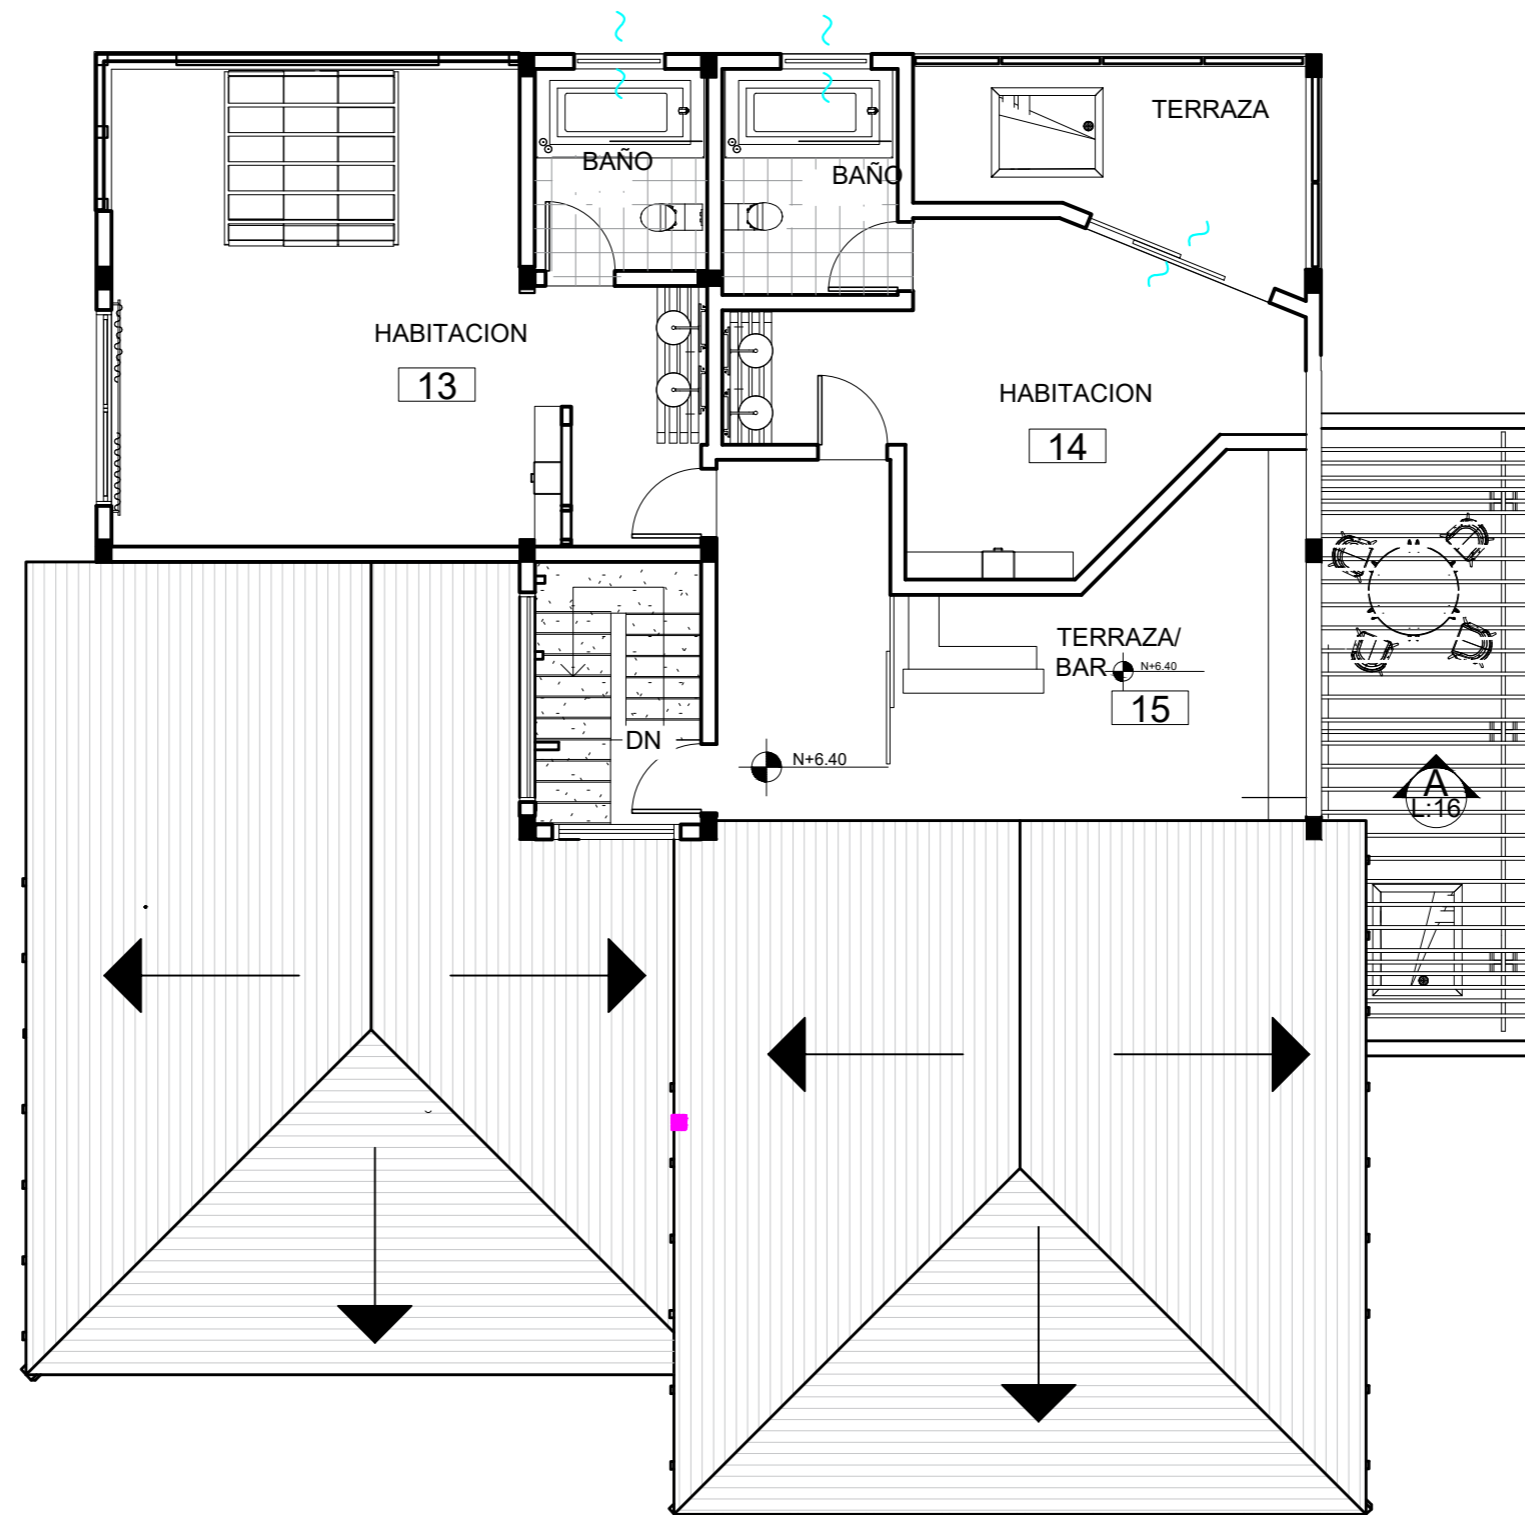 TERRAZA
BAÑO
BAÑO
HABITACION
13
HABITACION
14
TERRAZA/
BAR
N+6.40
15
DN
N+6.40
A
L:16